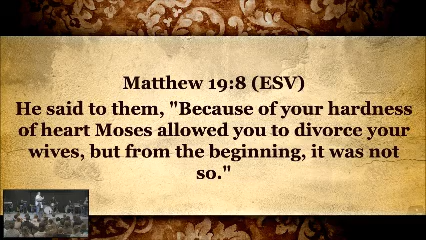 Matthew 19:8 (ESV)
He said to them, "Because of your hardness
of heart Moses allowed you to divorce your
wives, but from the beginning, it was not
so."